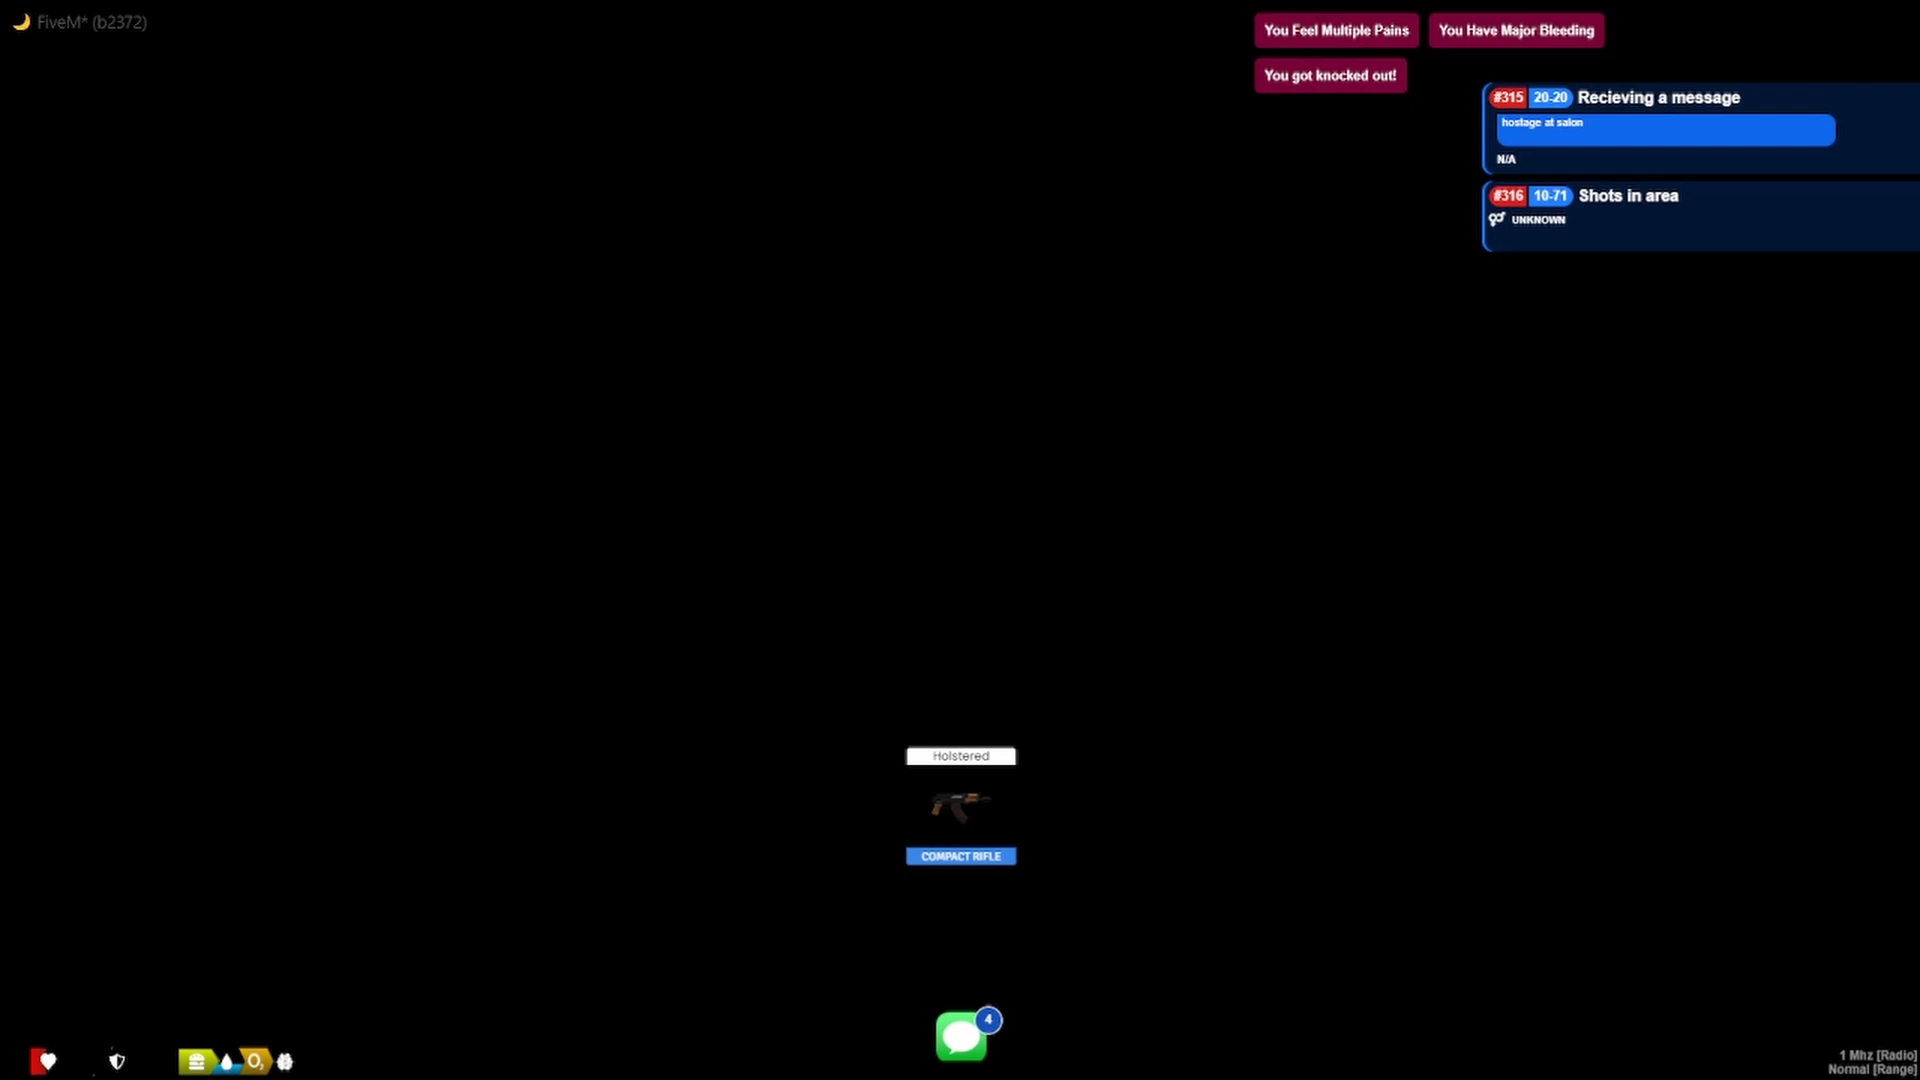 FiveM* (b2372)
You Feel Multiple Pains
You Have Major Bleeding
You got knocked out!
#315 20-20 Recieving a message
hostage at salon
N/A
#316 10-71 Shots in area
UNKNOWN
Holstered
COMPACT RIFLE
4
O₂
1 Mhz [Radio]
Normal [Range]